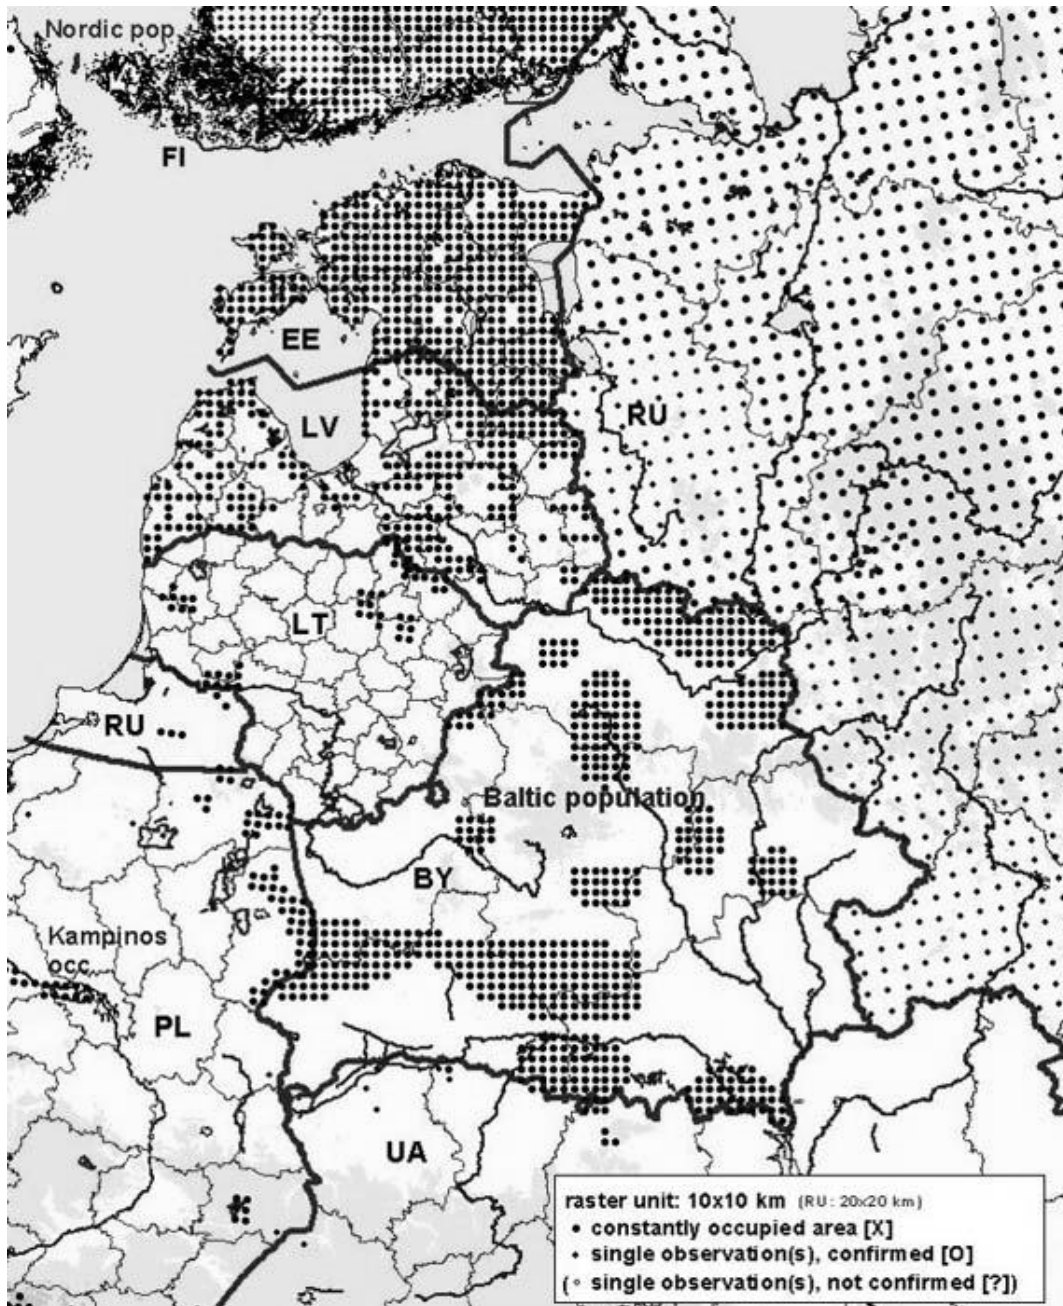 Nordic pop
FI
EE
LV
RU
LT
RU
Baltic population
BY
Kampinos
occ
PL
UA
raster unit: 10x10 km (RU: 20x20 km)
• constantly occupied area [X]
• single observation(s), confirmed [O]
(◦ single observation(s), not confirmed [?])